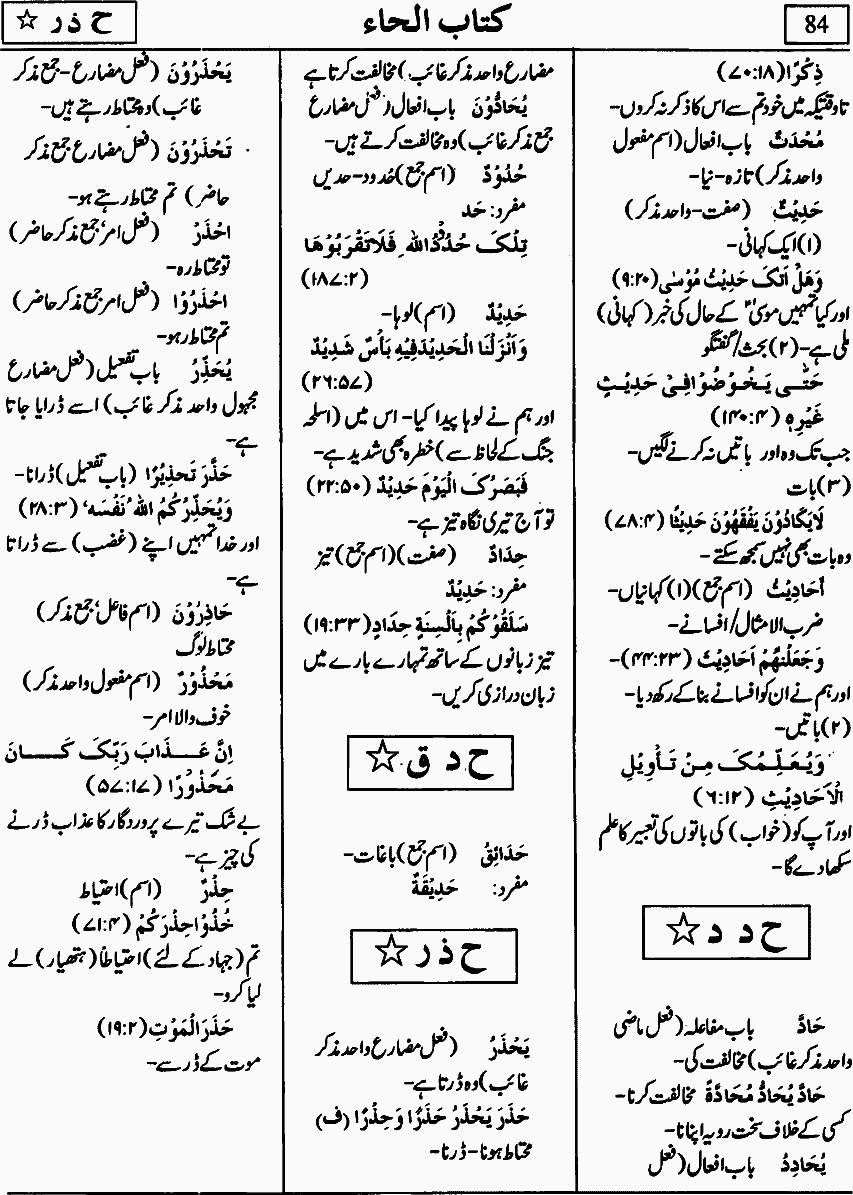 84
کتاب الحاء
ح ذ ر ☆
ذِكْرًا (۷۰:۱۸)
تاوقتیکہ میں خود تم سے اس کا ذکر نہ کروں-
مُحْدَثٌ باب افعال (اسم مفعول
واحد مذکر) تازہ-نیا-
حَدِيْثٌ (صفت-واحد مذکر)
(۱) ایک کہانی-
وَهَلْ اَتٰکَ حَدِيْثُ مُوْسٰی (۹:۲۰)
اور کیا تمہیں موسیٰؑ کے حال کی خبر (کہانی)
ملی ہے-(۲) بحث/گفتگو
حَتّٰی يَخُوْضُوْا فِیْ حَدِيْثٍ
غَيْرِهٖ (۱۴۰:۴)
جب تک وہ اور باتیں نہ کرنے لگیں-
(۳) بات
لَا يَكَادُوْنَ يَفْقَهُوْنَ حَدِيْثًا (۷۸:۴)
وہ بات بھی نہیں سمجھ سکتے-
اَحَادِيْثُ (اسم جمع) (۱) کہانیاں-
ضرب الامثال/افسانے-
وَجَعَلْنٰهُمْ اَحَادِيْثَ (۴۴:۲۳)-
اور ہم نے ان کو افسانے بنا کے رکھ دیا-
(۲) باتیں-
وَيُعَلِّمُکَ مِنْ تَأْوِيْلِ
الْاَحَادِيْثِ (۶:۱۲)
اور آپ کو (خواب) کی باتوں کی تعبیر کا علم
سکھا دے گا-
ح د د ☆
حَادَّ باب مفاعلہ (فعل ماضی
واحد مذکر غائب) مخالفت کی-
حَادَّ يُحَادُّ مُحَادَّةً مخالفت کرنا-
کسی کے خلاف سخت رویہ اپنانا-
يُحَادِدُ باب افعال (فعل
مضارع واحد مذکر غائب) مخالفت کرتا ہے
يُحَادُّوْنَ باب افعال (فعل مضارع
جمع مذکر غائب) وہ مخالفت کرتے ہیں-
حُدُوْدٌ (اسم جمع) حُدود-حدیں
مفرد: حَد
تِلْکَ حُدُوْدُ اللّٰهِ فَلَا تَقْرَبُوْهَا
(۱۸۷:۲)
حَدِيْدٌ (اسم) لوہا-
وَاَنْزَلْنَا الْحَدِيْدَ فِيْهِ بَأْسٌ شَدِيْدٌ
(۲۶:۵۷)
اور ہم نے لوہا پیدا کیا- اس میں (اسلحہ
جنگ کے لحاظ سے) خطرہ بھی شدید ہے-
فَبَصَرُکَ الْيَوْمَ حَدِيْدٌ (۲۲:۵۰)
تو آج تیری نگاہ تیز ہے-
حِدَادٌ (صفت) (اسم جمع) تیز
مفرد: حَدِيْدٌ
سَلَقُوْكُمْ بِاَلْسِنَةٍ حِدَادٍ (۱۹:۳۳)
تیز زبانوں کے ساتھ تمہارے بارے میں
زبان درازی کریں-
ح د ق ☆
حَدَائِقُ (اسم جمع) باغات-
مفرد: حَدِيْقَةٌ
ح ذ ر ☆
يَحْذَرُ (فعل مضارع واحد مذکر
غائب) وہ ڈرتا ہے-
حَذَرَ يَحْذَرُ حَذَرًا وَحِذْرًا (ف)
محتاط ہونا-ڈرنا-
يَحْذَرُوْنَ (فعل مضارع-جمع مذکر
غائب) وہ محتاط رہتے ہیں-
تَحْذَرُوْنَ (فعل مضارع جمع مذکر
حاضر) تم محتاط رہتے ہو-
احْذَرْ (فعل امر، جمع مذکر حاضر)
تو محتاط رہ-
احْذَرُوْا (فعل امر جمع مذکر حاضر)
تم محتاط رہو-
يُحَذِّرُ باب تفعیل (فعل مضارع
مجہول واحد مذکر غائب) اسے ڈرایا جاتا
ہے-
حَذَّرَ تَحْذِيْرًا (باب تفعیل) ڈرانا-
وَيُحَذِّرُكُمُ اللّٰهُ نَفْسَهٗ (۲۸:۳)
اور خدا تمہیں اپنے (غضب) سے ڈراتا
ہے-
حَاذِرُوْنَ (اسم فاعل، جمع مذکر)
محتاط لوگ
مَحْذُوْرٌ (اسم مفعول واحد مذکر)
خوف والا امر-
اِنَّ عَذَابَ رَبِّکَ كَانَ
مَحْذُوْرًا (۵۷:۱۷)
بے شک تیرے پروردگار کا عذاب ڈرنے
کی چیز ہے-
حِذْرٌ (اسم) احتیاط
خُذُوْا حِذْرَكُمْ (۷۱:۴)
تم (جہاد کے لئے) احتیاطاً (ہتھیار) لے
لیا کرو-
حَذَرَ الْمَوْتِ (۱۹:۲)
موت کے ڈر سے-